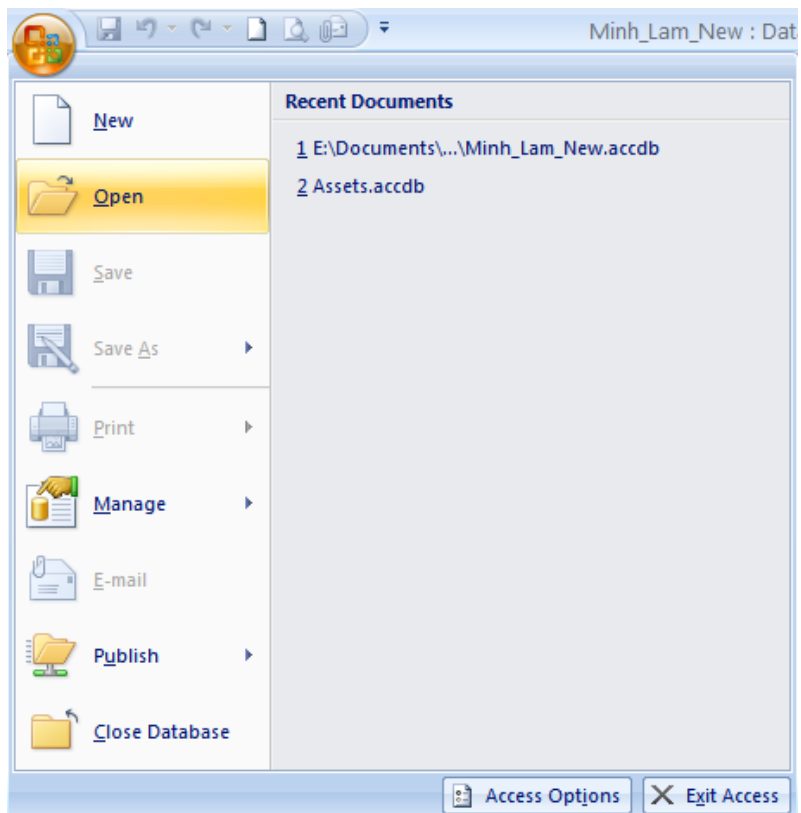 Minh_Lam_New : Dat
New
Open
Save
Save As
Print
Manage
E-mail
Publish
Close Database
Recent Documents
1 E:\Documents\...\Minh_Lam_New.accdb
2 Assets.accdb
Access Options
Exit Access